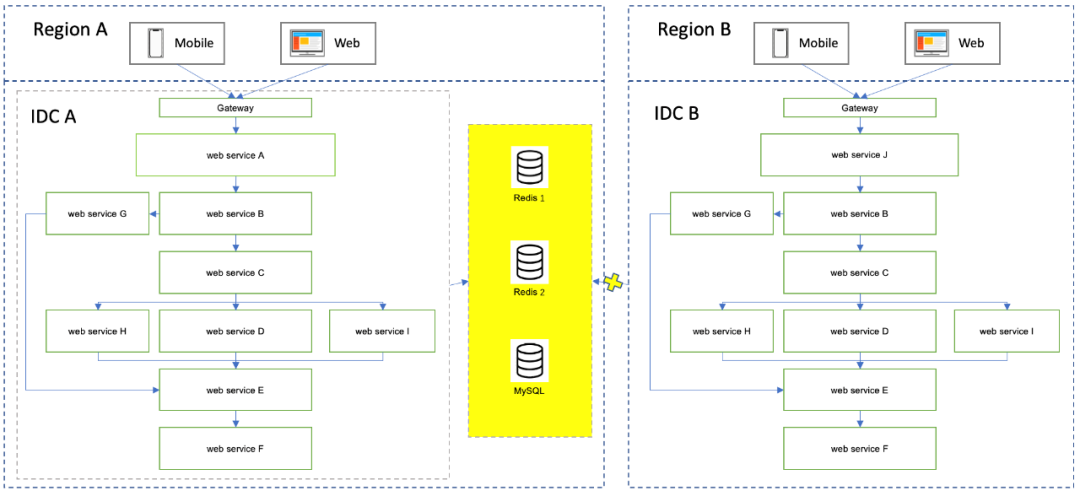 Region A
Mobile
Web
IDC A
Gateway
web service A
web service G
web service B
web service C
web service H
web service D
web service I
web service E
web service F
Redis 1
Redis 2
MySQL
Region B
Mobile
Web
IDC B
Gateway
web service J
web service G
web service B
web service C
web service H
web service D
web service I
web service E
web service F